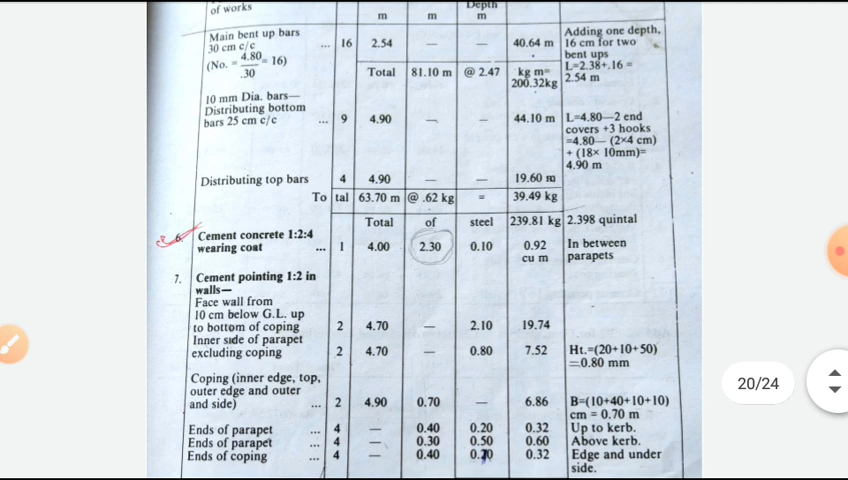 of works m m Depth m
Main bent up bars Adding one depth,
30 cm c/c ... 16 2.54 — — 40.64 m 16 cm for two
(No. = 4.80/.30 = 16) bent ups
L=2.38+.16 =
Total 81.10 m @ 2.47 kg m= 2.54 m
200.32kg
10 mm Dia. bars—
Distributing bottom
bars 25 cm c/c ... 9 4.90 — — 44.10 m L=4.80—2 end
covers +3 hooks
=4.80– (2×4 cm)
+ (18× 10mm)=
4.90 m
Distributing top bars 4 4.90 — — 19.60 m
Total 63.70 m @ .62 kg = 39.49 kg
Total of steel 239.81 kg 2.398 quintal
6. Cement concrete 1:2:4
wearing coat ... 1 4.00 2.30 0.10 0.92 In between
cu m parapets
7. Cement pointing 1:2 in
walls—
Face wall from
10 cm below G.L. up
to bottom of coping 2 4.70 — 2.10 19.74
Inner side of parapet
excluding coping 2 4.70 — 0.80 7.52 Ht.=(20+10+50)
=0.80 mm
Coping (inner edge, top,
outer edge and outer
and side) ... 2 4.90 0.70 — 6.86 B=(10+40+10+10)
cm = 0.70 m
Ends of parapet ... 4 — 0.40 0.20 0.32 Up to kerb.
Ends of parapet ... 4 — 0.30 0.50 0.60 Above kerb.
Ends of coping ... 4 — 0.40 0.20 0.32 Edge and under
side.
20/24